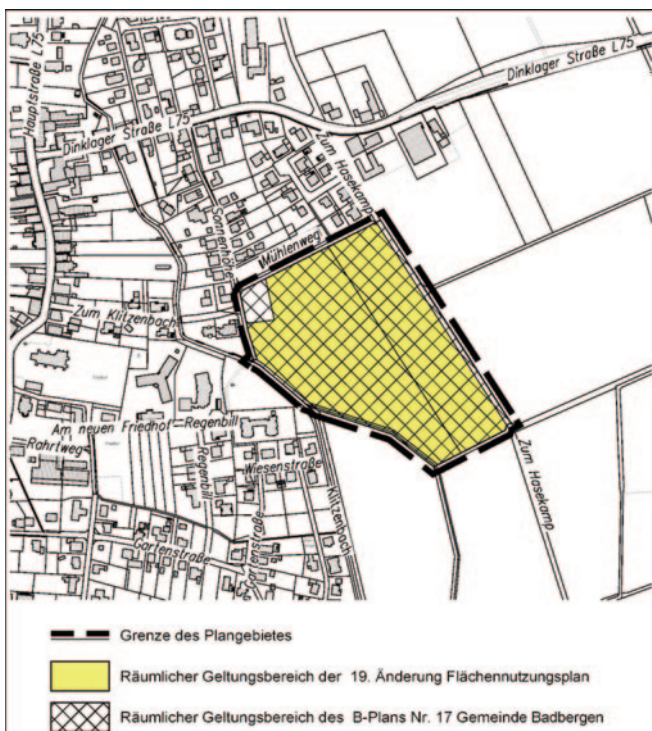 Dinklager Straße L75
Hauptstraße L75
Dinklager Straße L75
Zum Hasekamp
Sonnenhöhe
Mühlenweg
Zum Klitzenbach
Am neuen Friedhof
Regenbill
Rahrtweg
Regenbill
Wiesenstraße
Zum Hasekamp
Klitzenbach
Gartenstraße
Gartenstraße
Grenze des Plangebietes
Räumlicher Geltungsbereich der 19. Änderung Flächennutzungsplan
Räumlicher Geltungsbereich des B-Plans Nr. 17 Gemeinde Badbergen